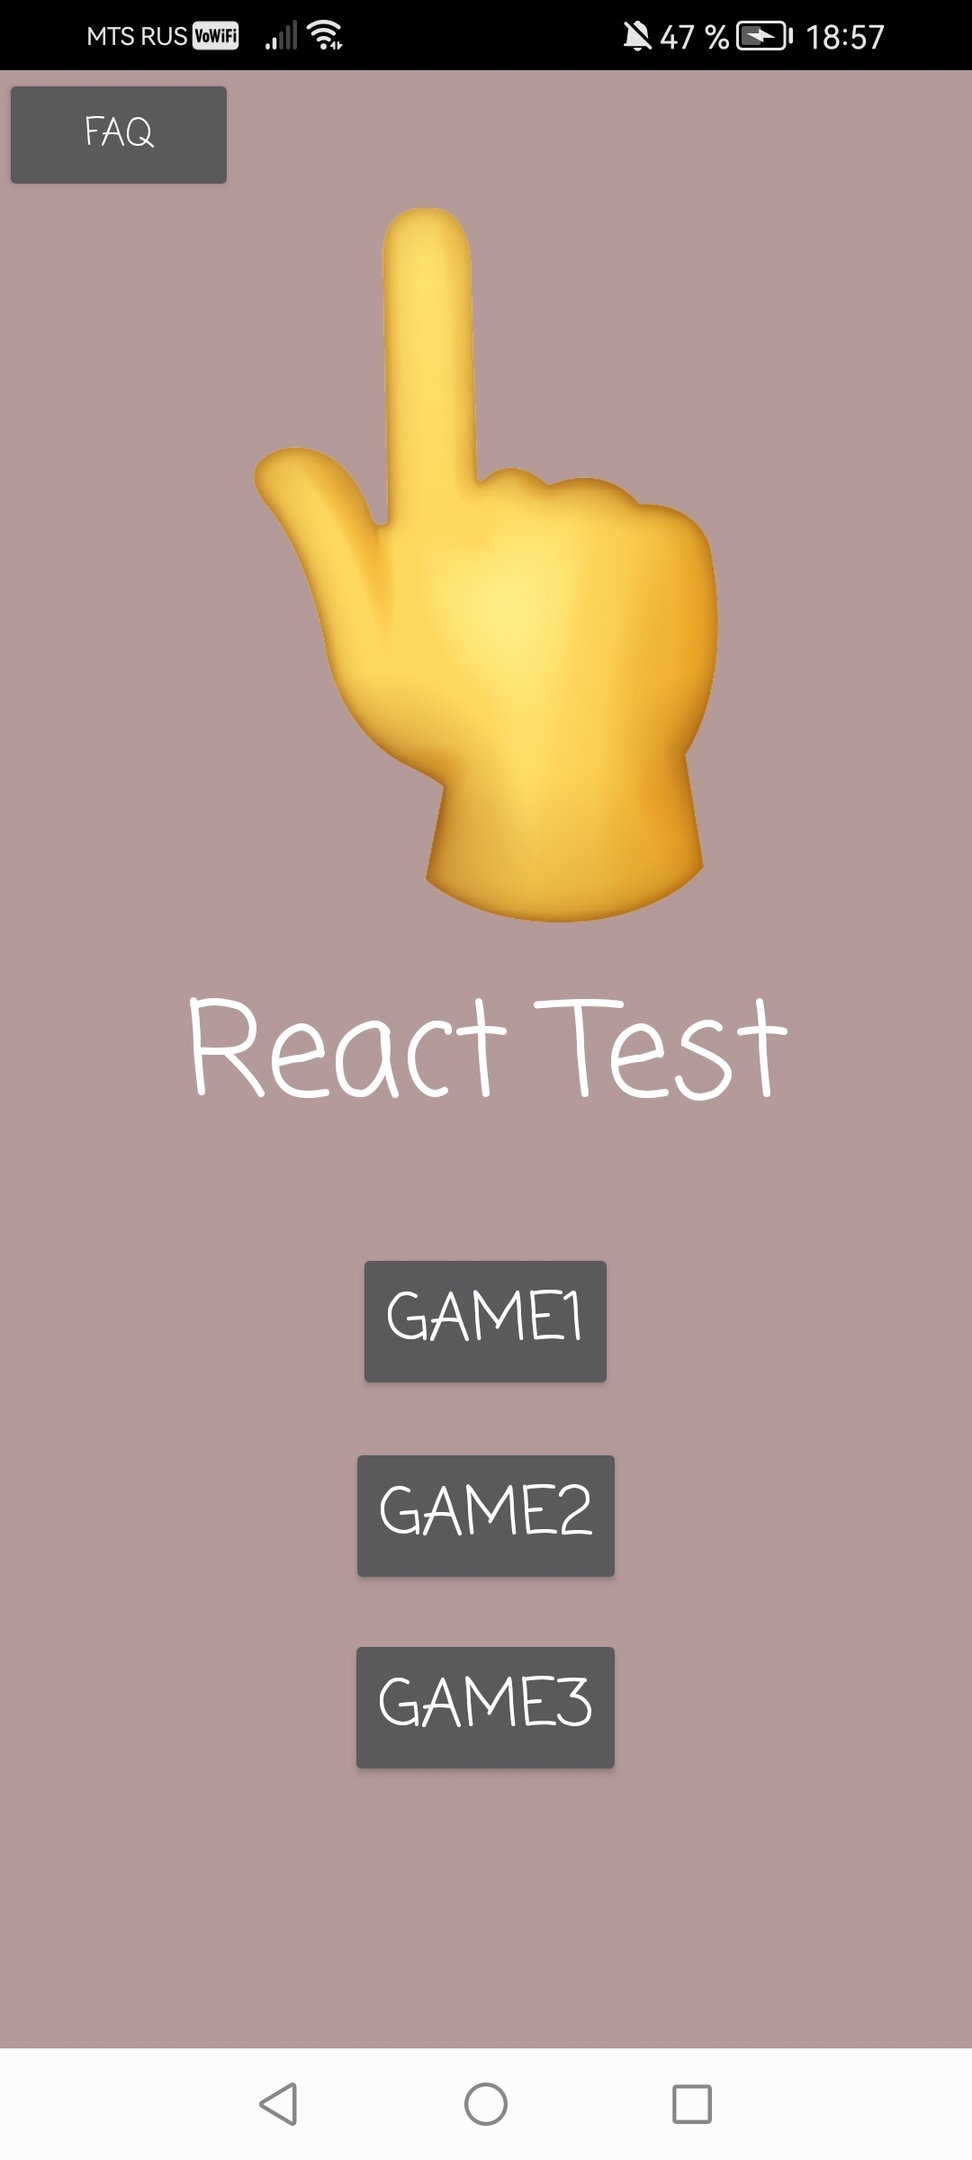 MTS RUS VoWiFi 47 % 18:57
FAQ
React Test
GAME1
GAME2
GAME3